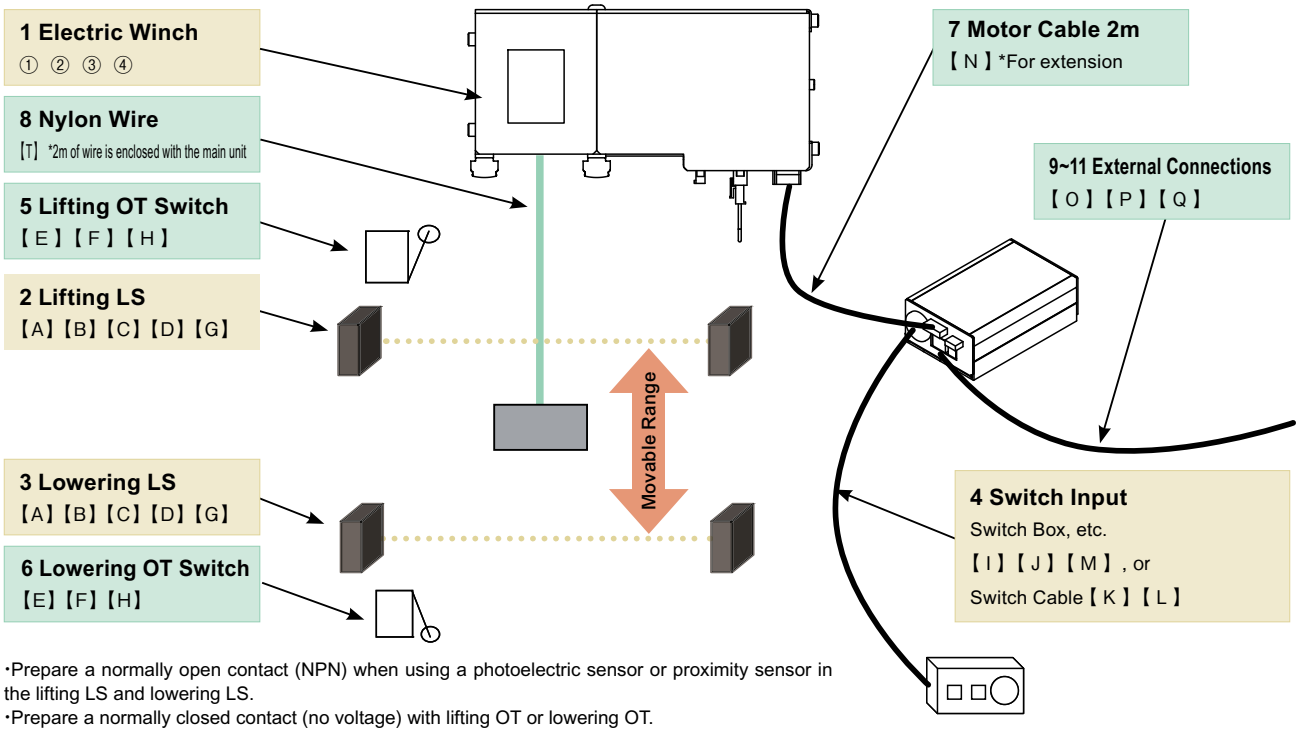 1 Electric Winch
① ② ③ ④
8 Nylon Wire
【T】 *2m of wire is enclosed with the main unit
5 Lifting OT Switch
【 E 】【 F 】【 H 】
2 Lifting LS
【A】【B】【C】【D】【G】
3 Lowering LS
【A】【B】【C】【D】【G】
6 Lowering OT Switch
【E】【F】【H】
Movable Range
7 Motor Cable 2m
【 N 】 *For extension
9~11 External Connections
【 O 】【 P 】【 Q 】
4 Switch Input
Switch Box, etc.
【 I 】【 J 】【 M 】 , or
Switch Cable【 K 】【 L 】
・Prepare a normally open contact (NPN) when using a photoelectric sensor or proximity sensor in
the lifting LS and lowering LS.
・Prepare a normally closed contact (no voltage) with lifting OT or lowering OT.